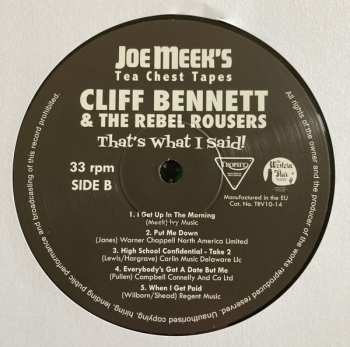 JOE MEEK'S
Tea Chest Tapes
CLIFF BENNETT
& THE REBEL ROUSERS
That's what I said!
33 rpm
SIDE B
TROPICO
Western Star
Manufactured in the EU
Cat. No. TRV10-14
1. I Get Up In The Morning
(Meek) Ivy Music
2. Put Me Down
(Janes) Warner Chappell North America Limited
3. High School Confidential - Take 2
(Lewis/Hargrave) Carlin Music Delaware Llc
4. Everybody's Got A Date But Me
(Pullen) Campbell Connelly And Co Ltd
5. When I Get Paid
(Wilborn/Shead) Regent Music
All rights of the owner and the producer of the works reproduced reserved. Unauthorised copying, hiring, lending, public performance and broadcasting of this record prohibited.